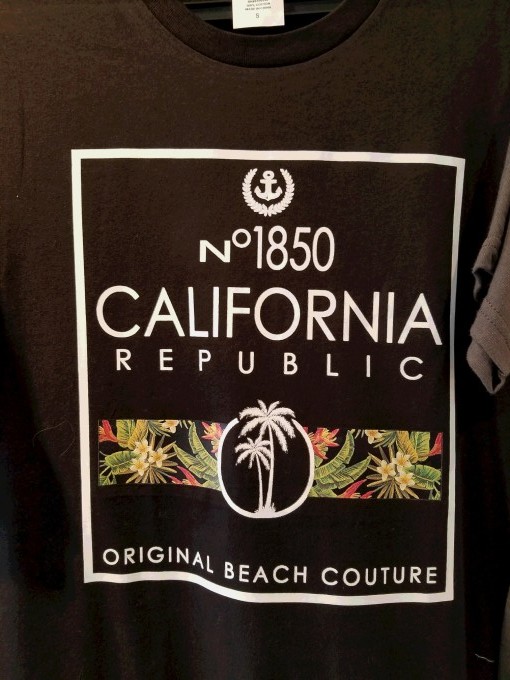 S
Nº1850
CALIFORNIA
REPUBLIC
ORIGINAL BEACH COUTURE